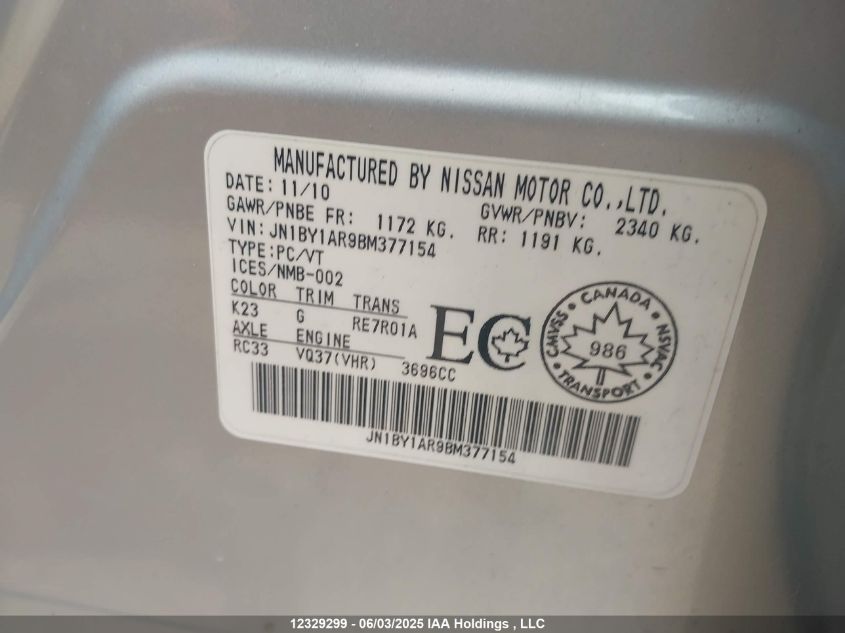 MANUFACTURED BY NISSAN MOTOR CO.,LTD.
DATE: 11/10 GVWR/PNBV: 2340 KG.
GAWR/PNBE FR: 1172 KG. RR: 1191 KG.
VIN: JN1BY1AR9BM377154
TYPE:PC/VT
ICES/NMB-002
COLOR TRIM TRANS
K23 G RE7R01A
AXLE ENGINE
RC33 VQ37(VHR) 3696CC
EC
CANADA
CMVSS NSVAC
986
TRANSPORT
JN1BY1AR9BM377154
12329299 - 06/03/2025 IAA Holdings , LLC